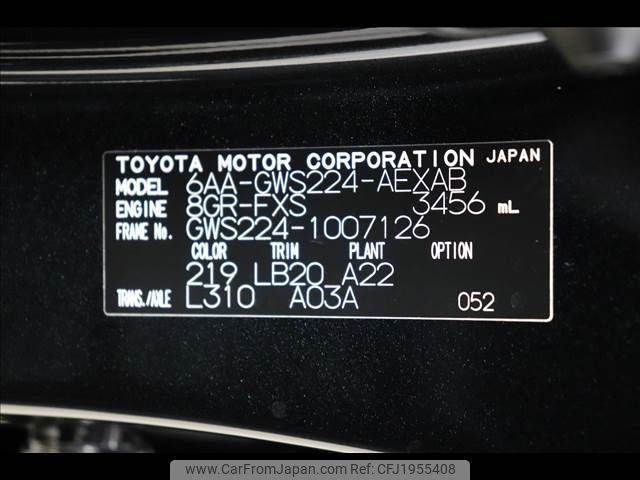 TOYOTA MOTOR CORPORATION JAPAN
MODEL 6AA-GWS224-AEXAB
ENGINE 8GR-FXS 3456 mL
FRAME No. GWS224-1007126
COLOR TRIM PLANT OPTION
219 LB20 A22
TRANS./AXLE L310 A03A 052
www.CarFromJapan.com | CFJ1955408